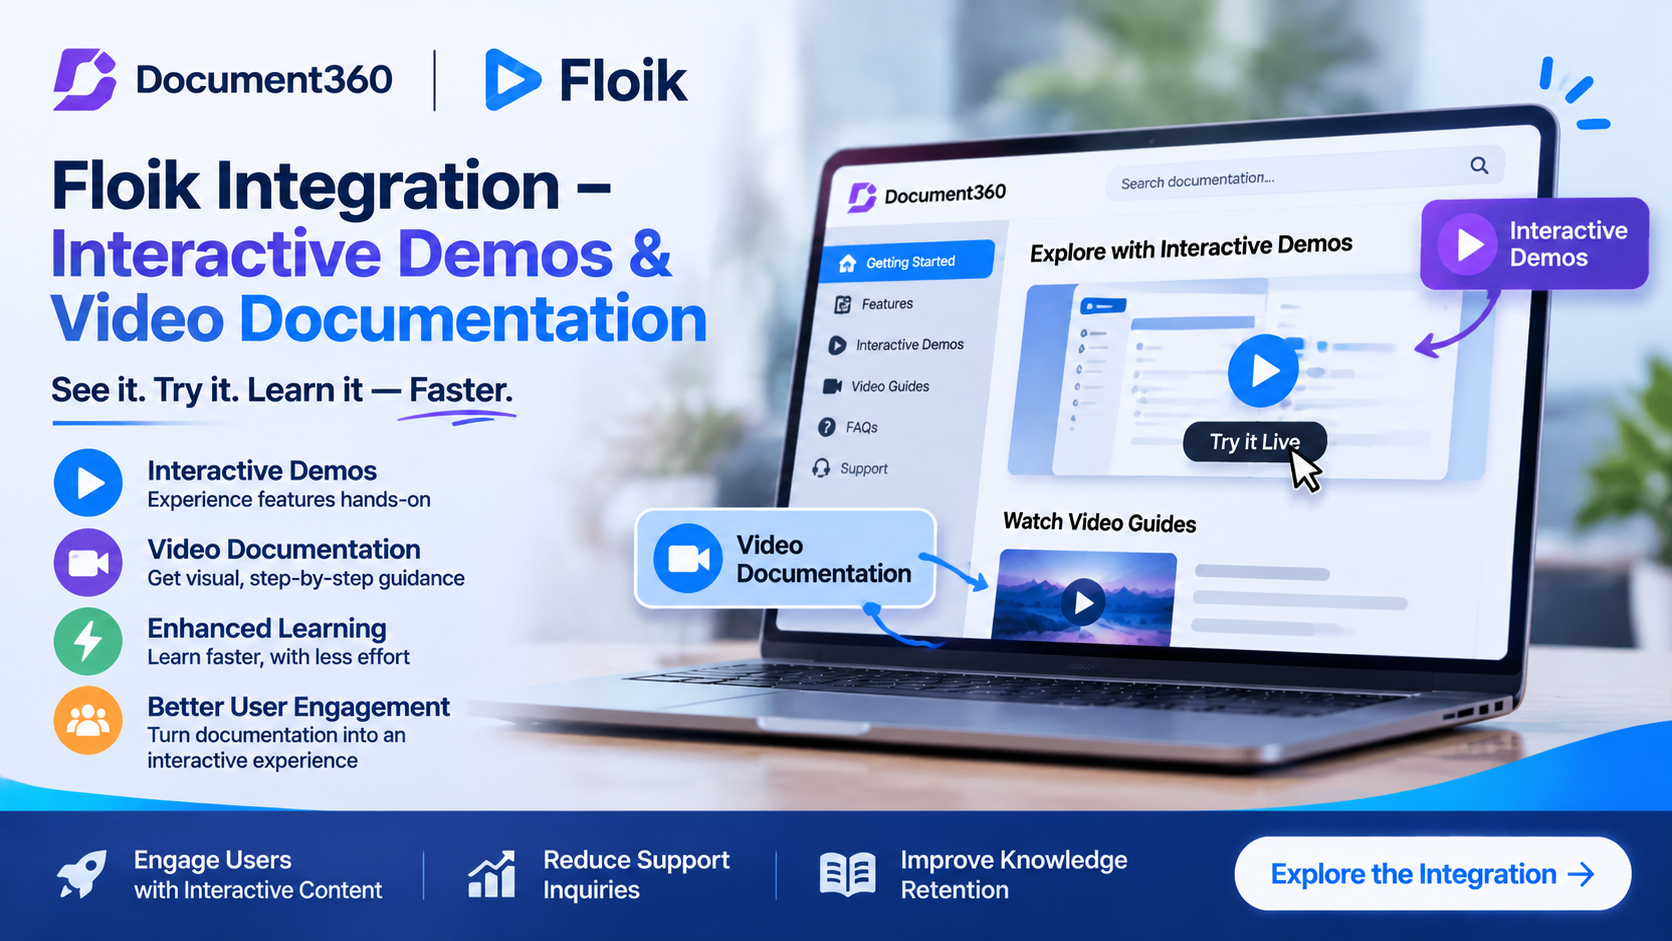 Document360
Floik
Floik Integration –
Interactive Demos &
Video Documentation
See it. Try it. Learn it — Faster.
Interactive Demos
Experience features hands-on
Video Documentation
Get visual, step-by-step guidance
Enhanced Learning
Learn faster, with less effort
Better User Engagement
Turn documentation into an
interactive experience
Document360
Search documentation...
Getting Started
Features
Interactive Demos
Video Guides
FAQs
Support
Explore with Interactive Demos
Try it Live
Watch Video Guides
Interactive
Demos
Video
Documentation
Engage Users
with Interactive Content
Reduce Support
Inquiries
Improve Knowledge
Retention
Explore the Integration →